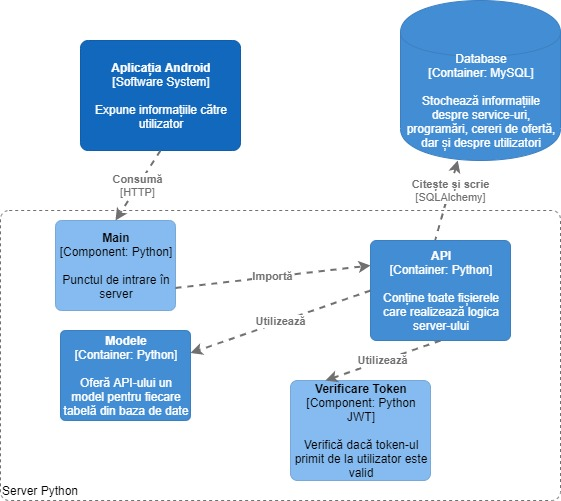 Aplicația Android
[Software System]
Expune informațiile către
utilizator
Database
[Container: MySQL]
Stochează informațiile
despre service-uri,
programări, cereri de ofertă,
dar și despre utilizatori
Consumă
[HTTP]
Citește și scrie
[SQLAlchemy]
Main
[Component: Python]
Punctul de intrare în
server
Importă
API
[Container: Python]
Conține toate fișierele
care realizează logica
server-ului
Utilizează
Modele
[Container: Python]
Oferă API-ului un
model pentru fiecare
tabelă din baza de date
Utilizează
Verificare Token
[Component: Python
JWT]
Verifică dacă token-ul
primit de la utilizator este
valid
Server Python